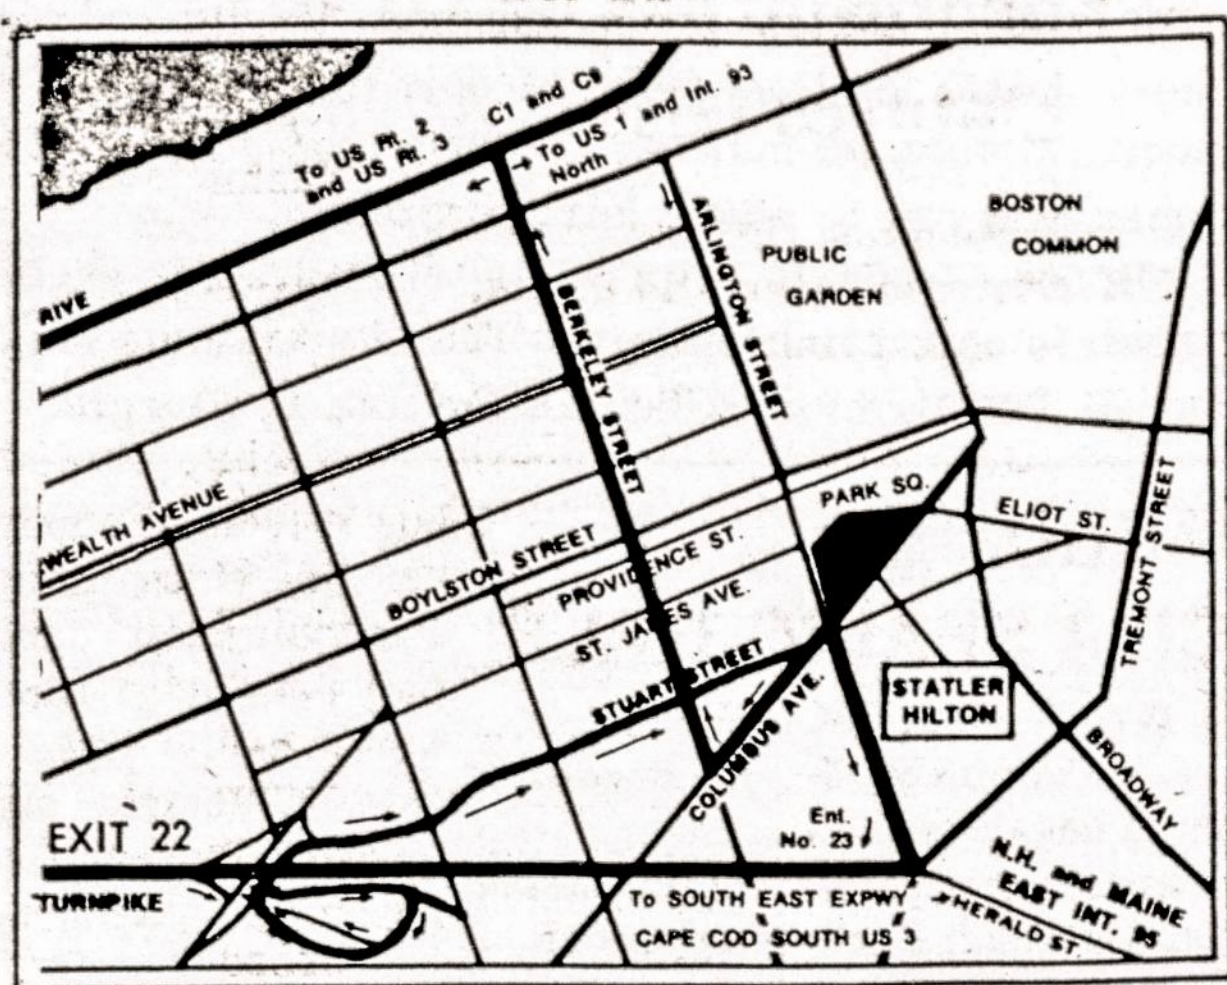 C1 and C9
To US Rt. 2
and US Rt. 3
→ To US 1 and Int. 93
North
ARLINGTON STREET
PUBLIC
GARDEN
BOSTON
COMMON
RIVE
BERKELEY STREET
WEALTH AVENUE
BOYLSTON STREET
PROVIDENCE ST.
ST. JAMES AVE.
STUART STREET
PARK SQ.
ELIOT ST.
TREMONT STREET
STATLER
HILTON
COLUMBUS AVE.
BROADWAY
EXIT 22
Ent.
No. 23
TURNPIKE
To SOUTH EAST EXPWY
CAPE COD SOUTH US 3
HERALD ST.
N.H. and MAINE
EAST INT. 95